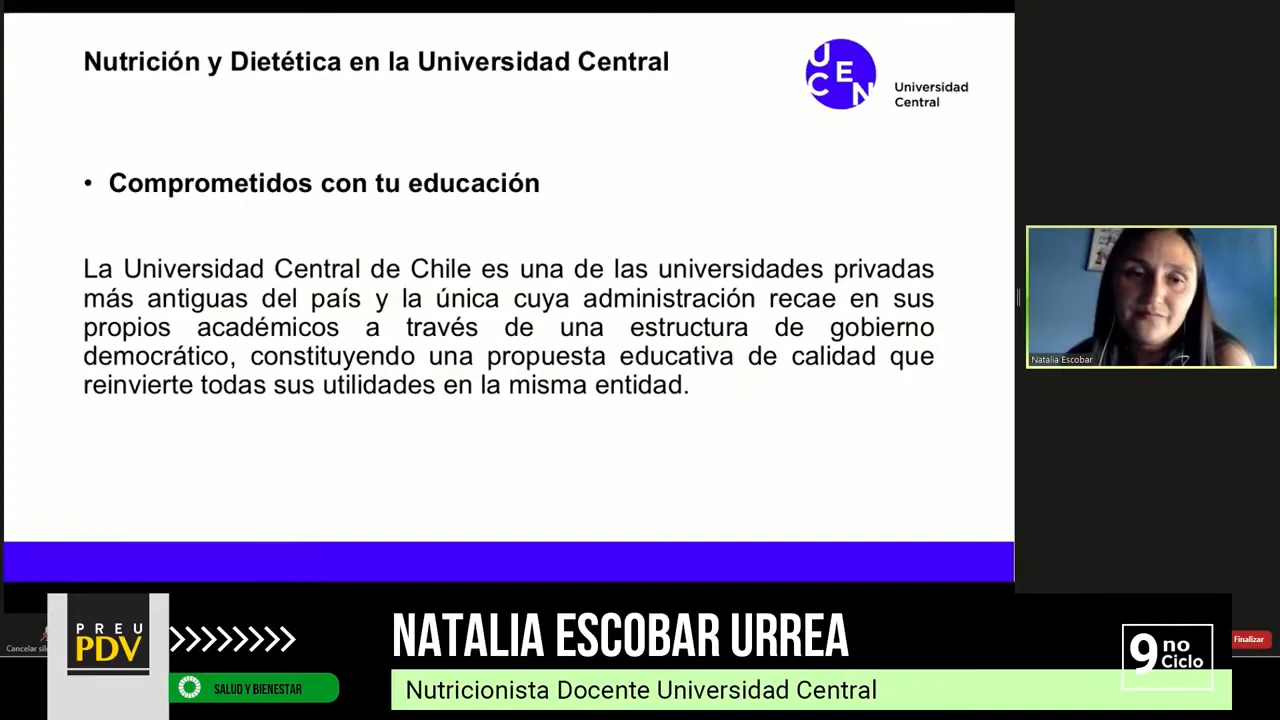 Nutrición y Dietética en la Universidad Central
U
C E
N
Universidad
Central
• Comprometidos con tu educación
La Universidad Central de Chile es una de las universidades privadas
más antiguas del país y la única cuya administración recae en sus
propios académicos a través de una estructura de gobierno
democrático, constituyendo una propuesta educativa de calidad que
reinvierte todas sus utilidades en la misma entidad.
Natalia Escobar
Cancelar
PREU
PDV
SALUD Y BIENESTAR
NATALIA ESCOBAR URREA
Nutricionista Docente Universidad Central
9no
Ciclo
Finalizar